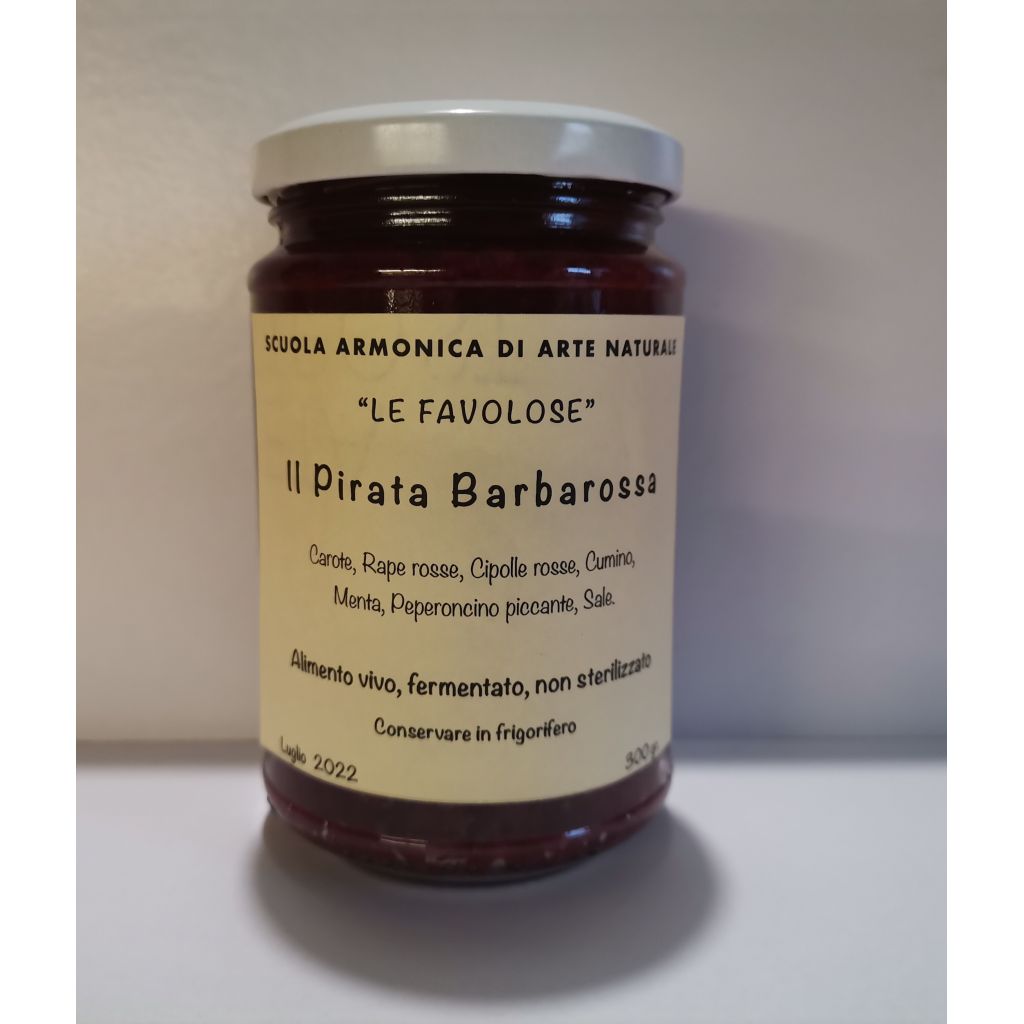 SCUOLA ARMONICA DI ARTE NATURALE
“LE FAVOLOSE”
Il Pirata Barbarossa
Carote, Rape rosse, Cipolle rosse, Cumino,
Menta, Peperoncino piccante, Sale.
Alimento vivo, fermentato, non sterilizzato
Conservare in frigorifero
Luglio 2022 300 gr.